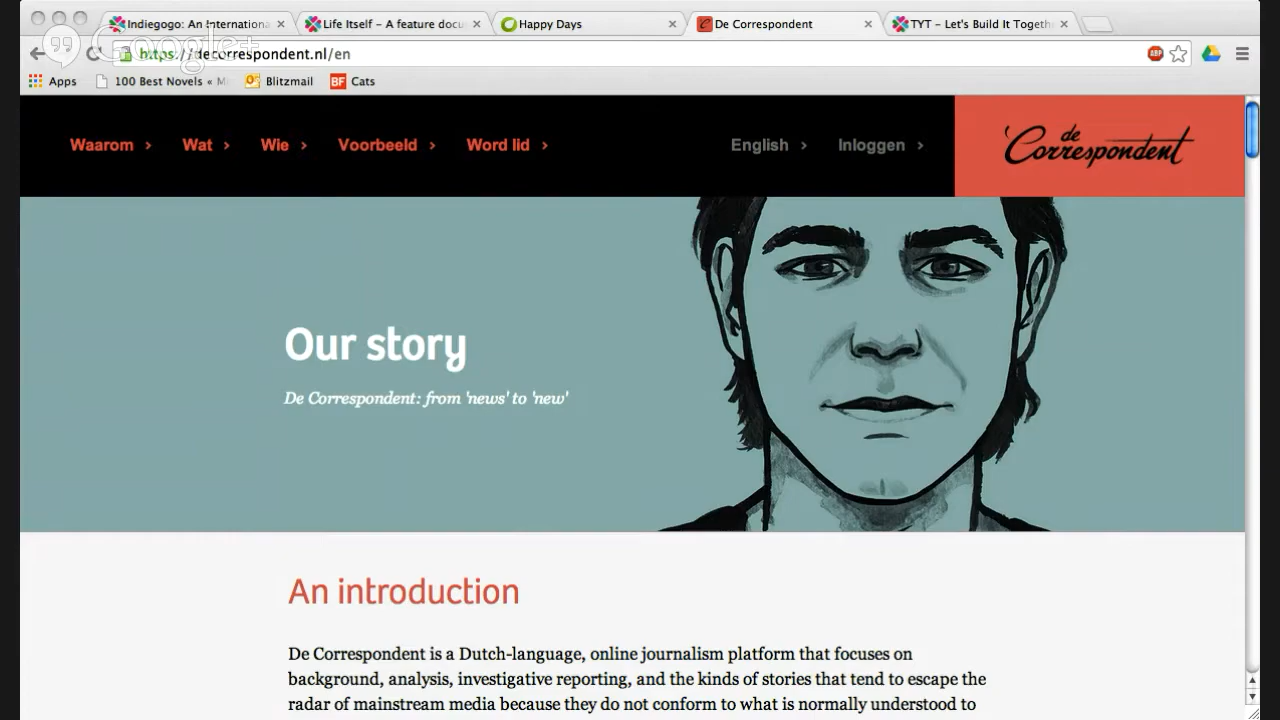 Indiegogo: An Internationa
Life Itself – A feature docu
Happy Days
De Correspondent
TYT – Let's Build It Togethe
Google+
https://decorrespondent.nl/en
ABP
Apps
100 Best Novels « M
Blitzmail
BF Cats
Waarom
Wat
Wie
Voorbeeld
Word lid
English
Inloggen
de
Correspondent
Our story
De Correspondent: from 'news' to 'new'
An introduction
De Correspondent is a Dutch-language, online journalism platform that focuses on
background, analysis, investigative reporting, and the kinds of stories that tend to escape the
radar of mainstream media because they do not conform to what is normally understood to